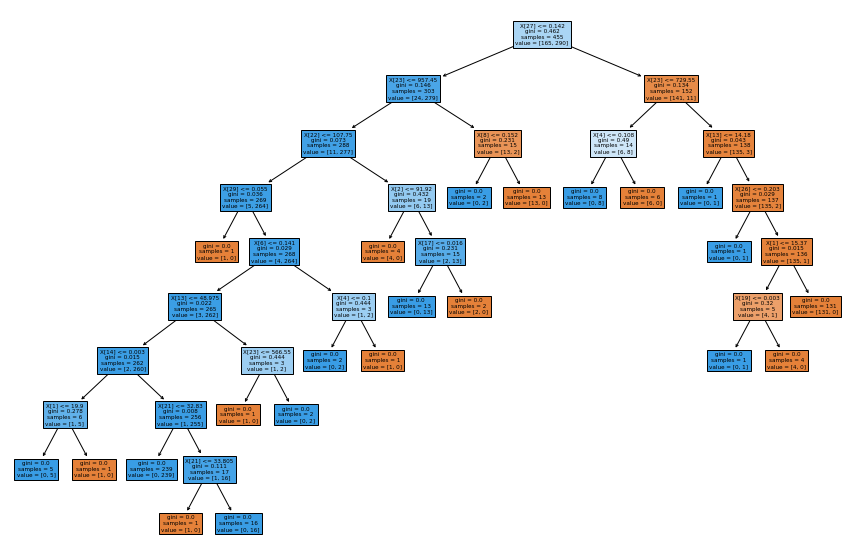 X[27] <= 0.142
gini = 0.462
samples = 455
value = [165, 290]
X[23] <= 957.45
gini = 0.146
samples = 303
value = [24, 279]
X[23] <= 729.55
gini = 0.134
samples = 152
value = [141, 11]
X[22] <= 107.75
gini = 0.073
samples = 288
value = [11, 277]
X[8] <= 0.152
gini = 0.231
samples = 15
value = [13, 2]
X[4] <= 0.108
gini = 0.49
samples = 14
value = [6, 8]
X[13] <= 14.18
gini = 0.043
samples = 138
value = [135, 3]
X[29] <= 0.055
gini = 0.036
samples = 269
value = [5, 264]
X[2] <= 91.92
gini = 0.432
samples = 19
value = [6, 13]
gini = 0.0
samples = 2
value = [0, 2]
gini = 0.0
samples = 13
value = [13, 0]
gini = 0.0
samples = 8
value = [0, 8]
gini = 0.0
samples = 6
value = [6, 0]
gini = 0.0
samples = 1
value = [0, 1]
X[26] <= 0.203
gini = 0.029
samples = 137
value = [135, 2]
gini = 0.0
samples = 1
value = [1, 0]
X[6] <= 0.141
gini = 0.029
samples = 268
value = [4, 264]
gini = 0.0
samples = 4
value = [4, 0]
X[17] <= 0.016
gini = 0.231
samples = 15
value = [2, 13]
gini = 0.0
samples = 1
value = [0, 1]
X[1] <= 15.37
gini = 0.015
samples = 136
value = [135, 1]
X[13] <= 48.975
gini = 0.022
samples = 265
value = [3, 262]
X[4] <= 0.1
gini = 0.444
samples = 3
value = [1, 2]
gini = 0.0
samples = 13
value = [0, 13]
gini = 0.0
samples = 2
value = [2, 0]
X[19] <= 0.003
gini = 0.32
samples = 5
value = [4, 1]
gini = 0.0
samples = 131
value = [131, 0]
X[14] <= 0.003
gini = 0.015
samples = 262
value = [2, 260]
X[23] <= 566.55
gini = 0.444
samples = 3
value = [1, 2]
gini = 0.0
samples = 2
value = [0, 2]
gini = 0.0
samples = 1
value = [1, 0]
gini = 0.0
samples = 1
value = [0, 1]
gini = 0.0
samples = 4
value = [4, 0]
X[1] <= 19.9
gini = 0.278
samples = 6
value = [1, 5]
X[21] <= 32.83
gini = 0.008
samples = 256
value = [1, 255]
gini = 0.0
samples = 1
value = [1, 0]
gini = 0.0
samples = 2
value = [0, 2]
gini = 0.0
samples = 5
value = [0, 5]
gini = 0.0
samples = 1
value = [1, 0]
gini = 0.0
samples = 239
value = [0, 239]
X[21] <= 33.805
gini = 0.111
samples = 17
value = [1, 16]
gini = 0.0
samples = 1
value = [1, 0]
gini = 0.0
samples = 16
value = [0, 16]